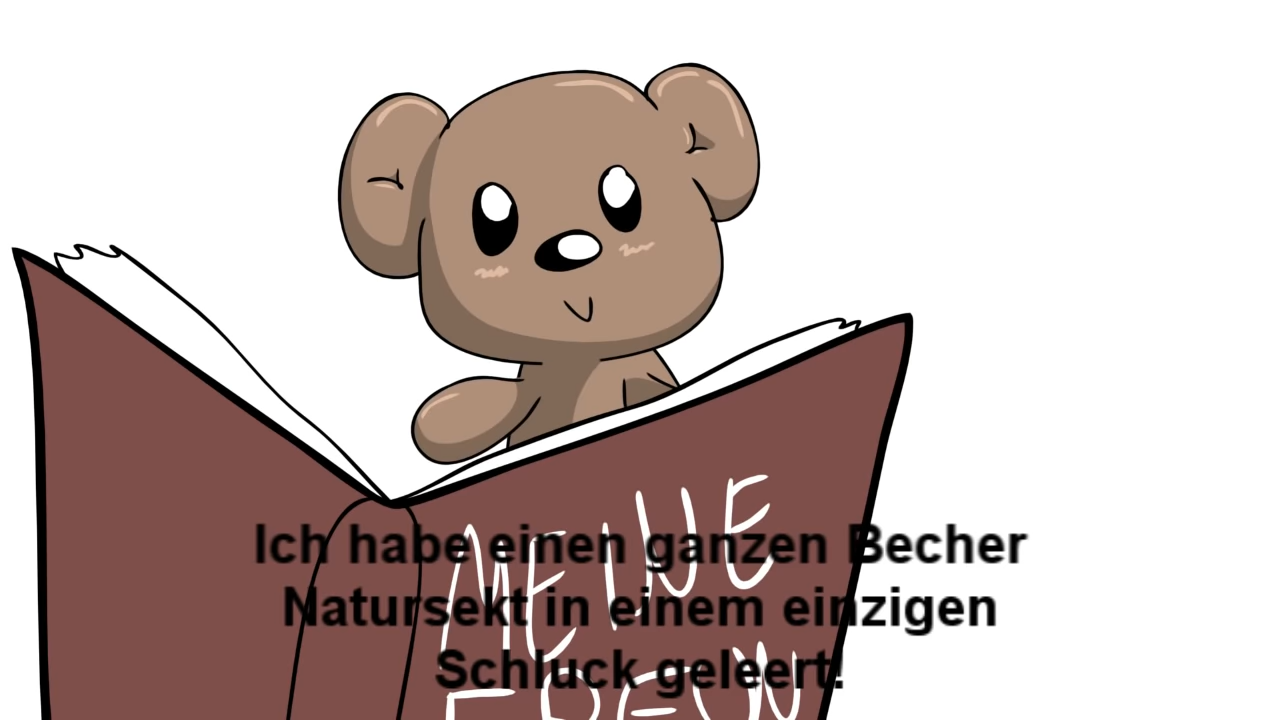 MEINE
Ich habe einen ganzen Becher
Natursekt in einem einzigen
Schluck geleert!